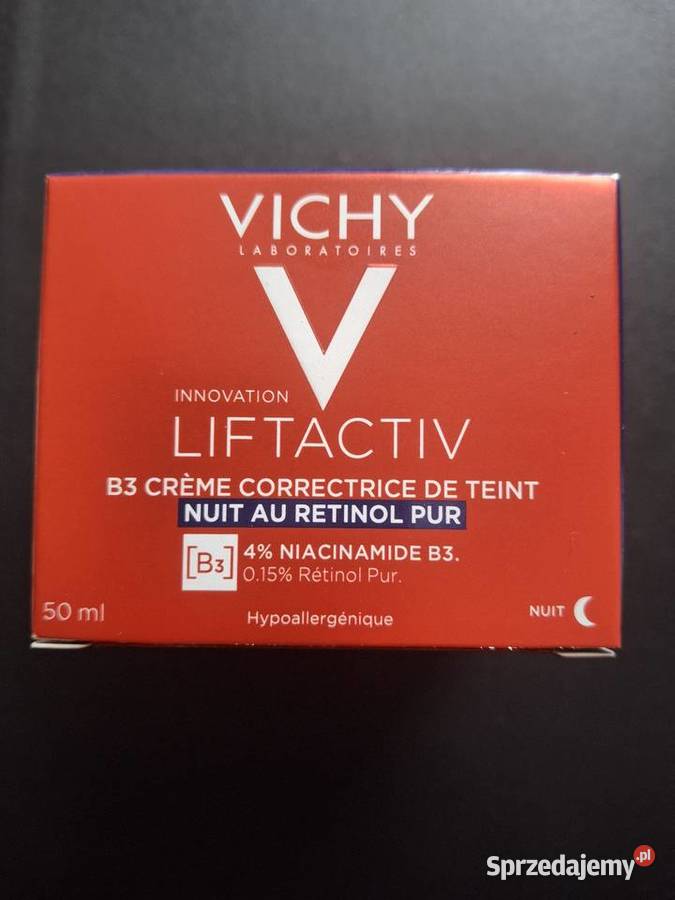 VICHY
LABORATOIRES
V
INNOVATION
LIFTACTIV
B3 CRÈME CORRECTRICE DE TEINT
NUIT AU RETINOL PUR
[B3] 4% NIACINAMIDE B3.
0.15% Rétinol Pur.
50 ml
Hypoallergénique
NUIT
Sprzedajemy.pl